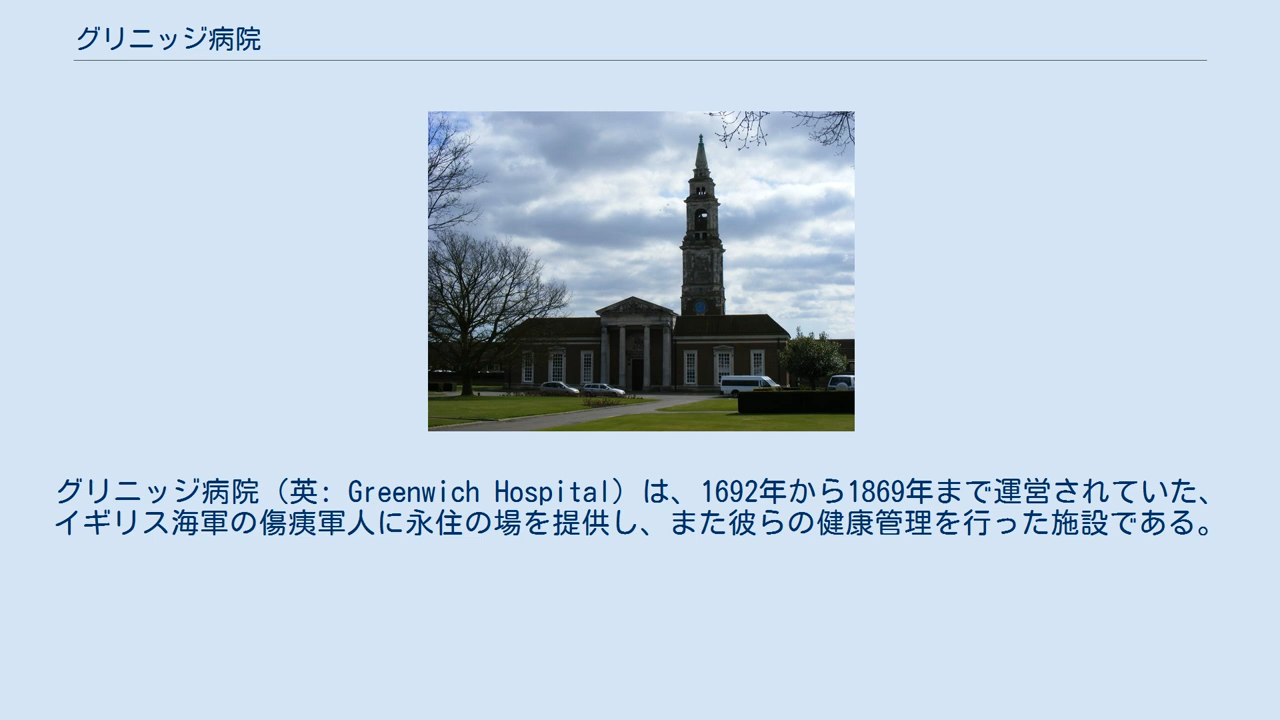 グリニッジ病院
グリニッジ病院（英: Greenwich Hospital）は、1692年から1869年まで運営されていた、
イギリス海軍の傷痍軍人に永住の場を提供し、また彼らの健康管理を行った施設である。